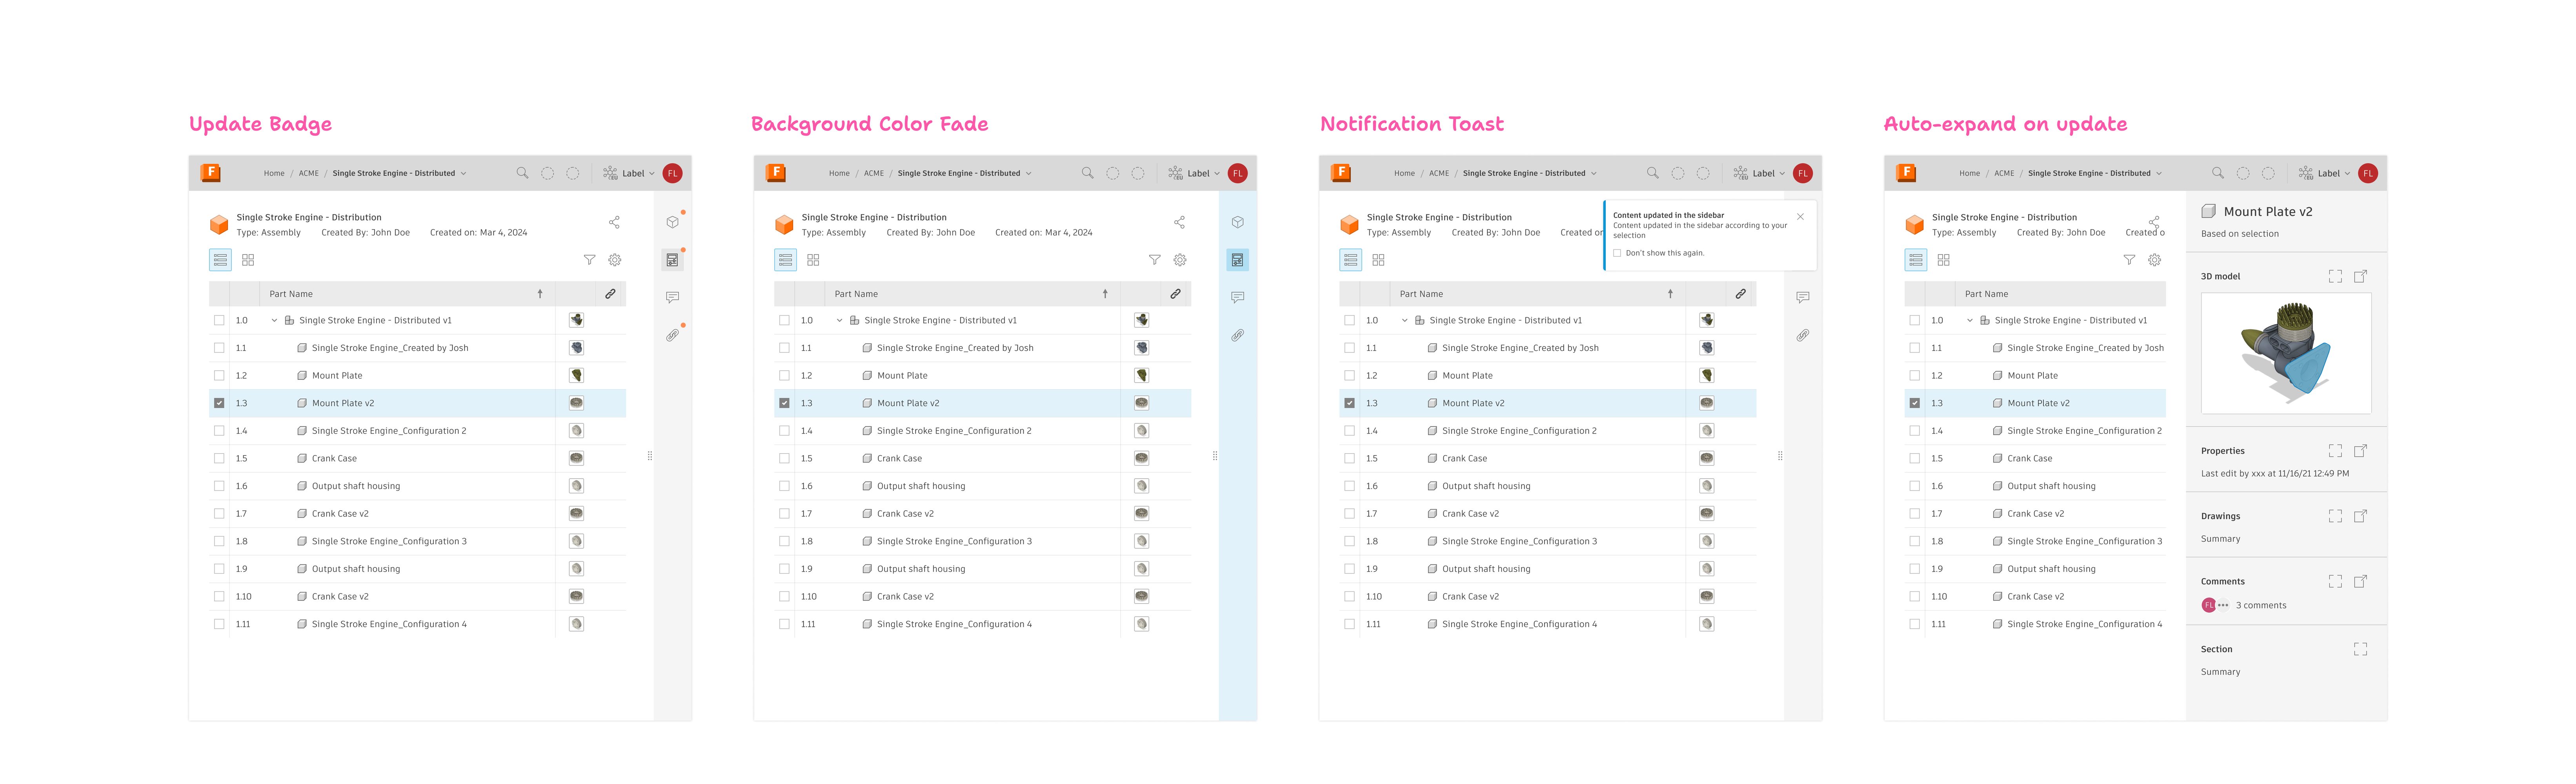 Update Badge
F
Home / ACME / Single Stroke Engine - Distributed
Label
FL
Single Stroke Engine - Distribution
Type: Assembly Created By: John Doe Created on: Mar 4, 2024
Part Name
1.0 Single Stroke Engine - Distributed v1
1.1 Single Stroke Engine_Created by Josh
1.2 Mount Plate
1.3 Mount Plate v2
1.4 Single Stroke Engine_Configuration 2
1.5 Crank Case
1.6 Output shaft housing
1.7 Crank Case v2
1.8 Single Stroke Engine_Configuration 3
1.9 Output shaft housing
1.10 Crank Case v2
1.11 Single Stroke Engine_Configuration 4
Background Color Fade
F
Home / ACME / Single Stroke Engine - Distributed
Label
FL
Single Stroke Engine - Distribution
Type: Assembly Created By: John Doe Created on: Mar 4, 2024
Part Name
1.0 Single Stroke Engine - Distributed v1
1.1 Single Stroke Engine_Created by Josh
1.2 Mount Plate
1.3 Mount Plate v2
1.4 Single Stroke Engine_Configuration 2
1.5 Crank Case
1.6 Output shaft housing
1.7 Crank Case v2
1.8 Single Stroke Engine_Configuration 3
1.9 Output shaft housing
1.10 Crank Case v2
1.11 Single Stroke Engine_Configuration 4
Notification Toast
F
Home / ACME / Single Stroke Engine - Distributed
Label
FL
Single Stroke Engine - Distribution
Type: Assembly Created By: John Doe Created or
Content updated in the sidebar
Content updated in the sidebar according to your
selection
Don't show this again.
Part Name
1.0 Single Stroke Engine - Distributed v1
1.1 Single Stroke Engine_Created by Josh
1.2 Mount Plate
1.3 Mount Plate v2
1.4 Single Stroke Engine_Configuration 2
1.5 Crank Case
1.6 Output shaft housing
1.7 Crank Case v2
1.8 Single Stroke Engine_Configuration 3
1.9 Output shaft housing
1.10 Crank Case v2
1.11 Single Stroke Engine_Configuration 4
Auto-expand on update
F
Home / ACME / Single Stroke Engine - Distributed
Label
FL
Single Stroke Engine - Distribution
Type: Assembly Created By: John Doe Created o
Part Name
1.0 Single Stroke Engine - Distributed v1
1.1 Single Stroke Engine_Created by Josh
1.2 Mount Plate
1.3 Mount Plate v2
1.4 Single Stroke Engine_Configuration 2
1.5 Crank Case
1.6 Output shaft housing
1.7 Crank Case v2
1.8 Single Stroke Engine_Configuration 3
1.9 Output shaft housing
1.10 Crank Case v2
1.11 Single Stroke Engine_Configuration 4
Mount Plate v2
Based on selection
3D model
Properties
Last edit by xxx at 11/16/21 12:49 PM
Drawings
Summary
Comments
FL 3 comments
Section
Summary